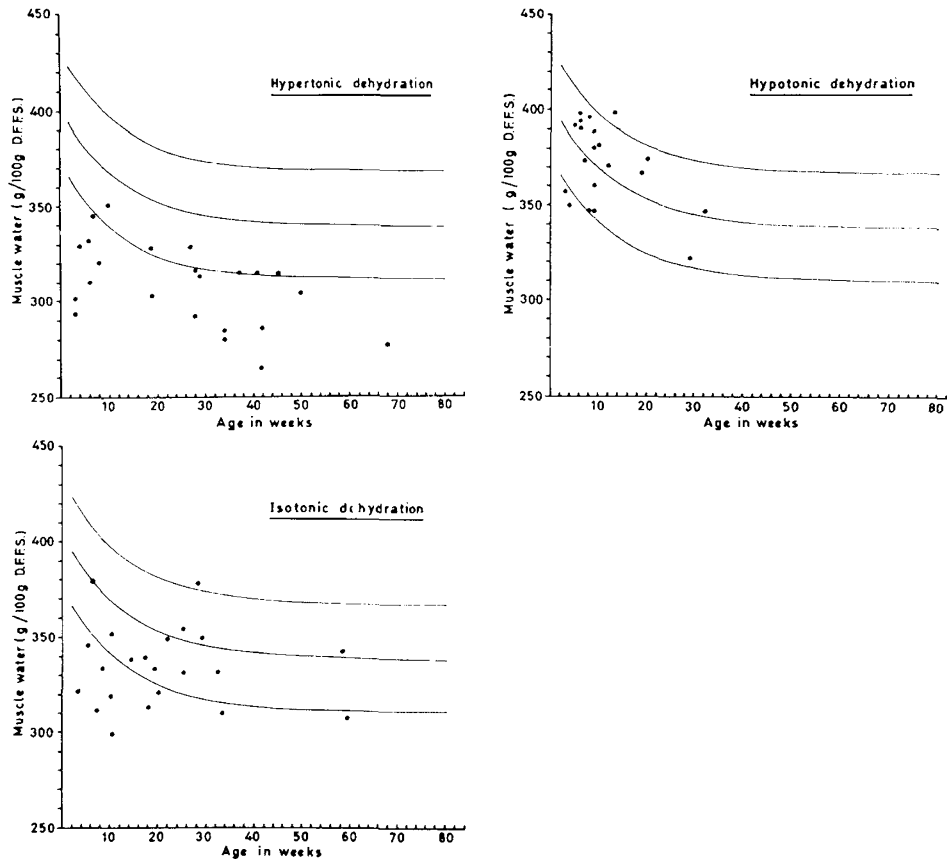 450
400
350
300
250
Muscle water (g/100g D.F.F.S.)
Hypertonic dehydration
10 20 30 40 50 60 70 80
Age in weeks
450
400
350
300
250
Muscle water ( g/100g D.F.F.S.)
Hypotonic dehydration
10 20 30 40 50 60 70 80
Age in weeks
450
400
350
300
250
Muscle water (g/100g D.F.F.S.)
Isotonic dehydration
10 20 30 40 50 60 70 80
Age in weeks